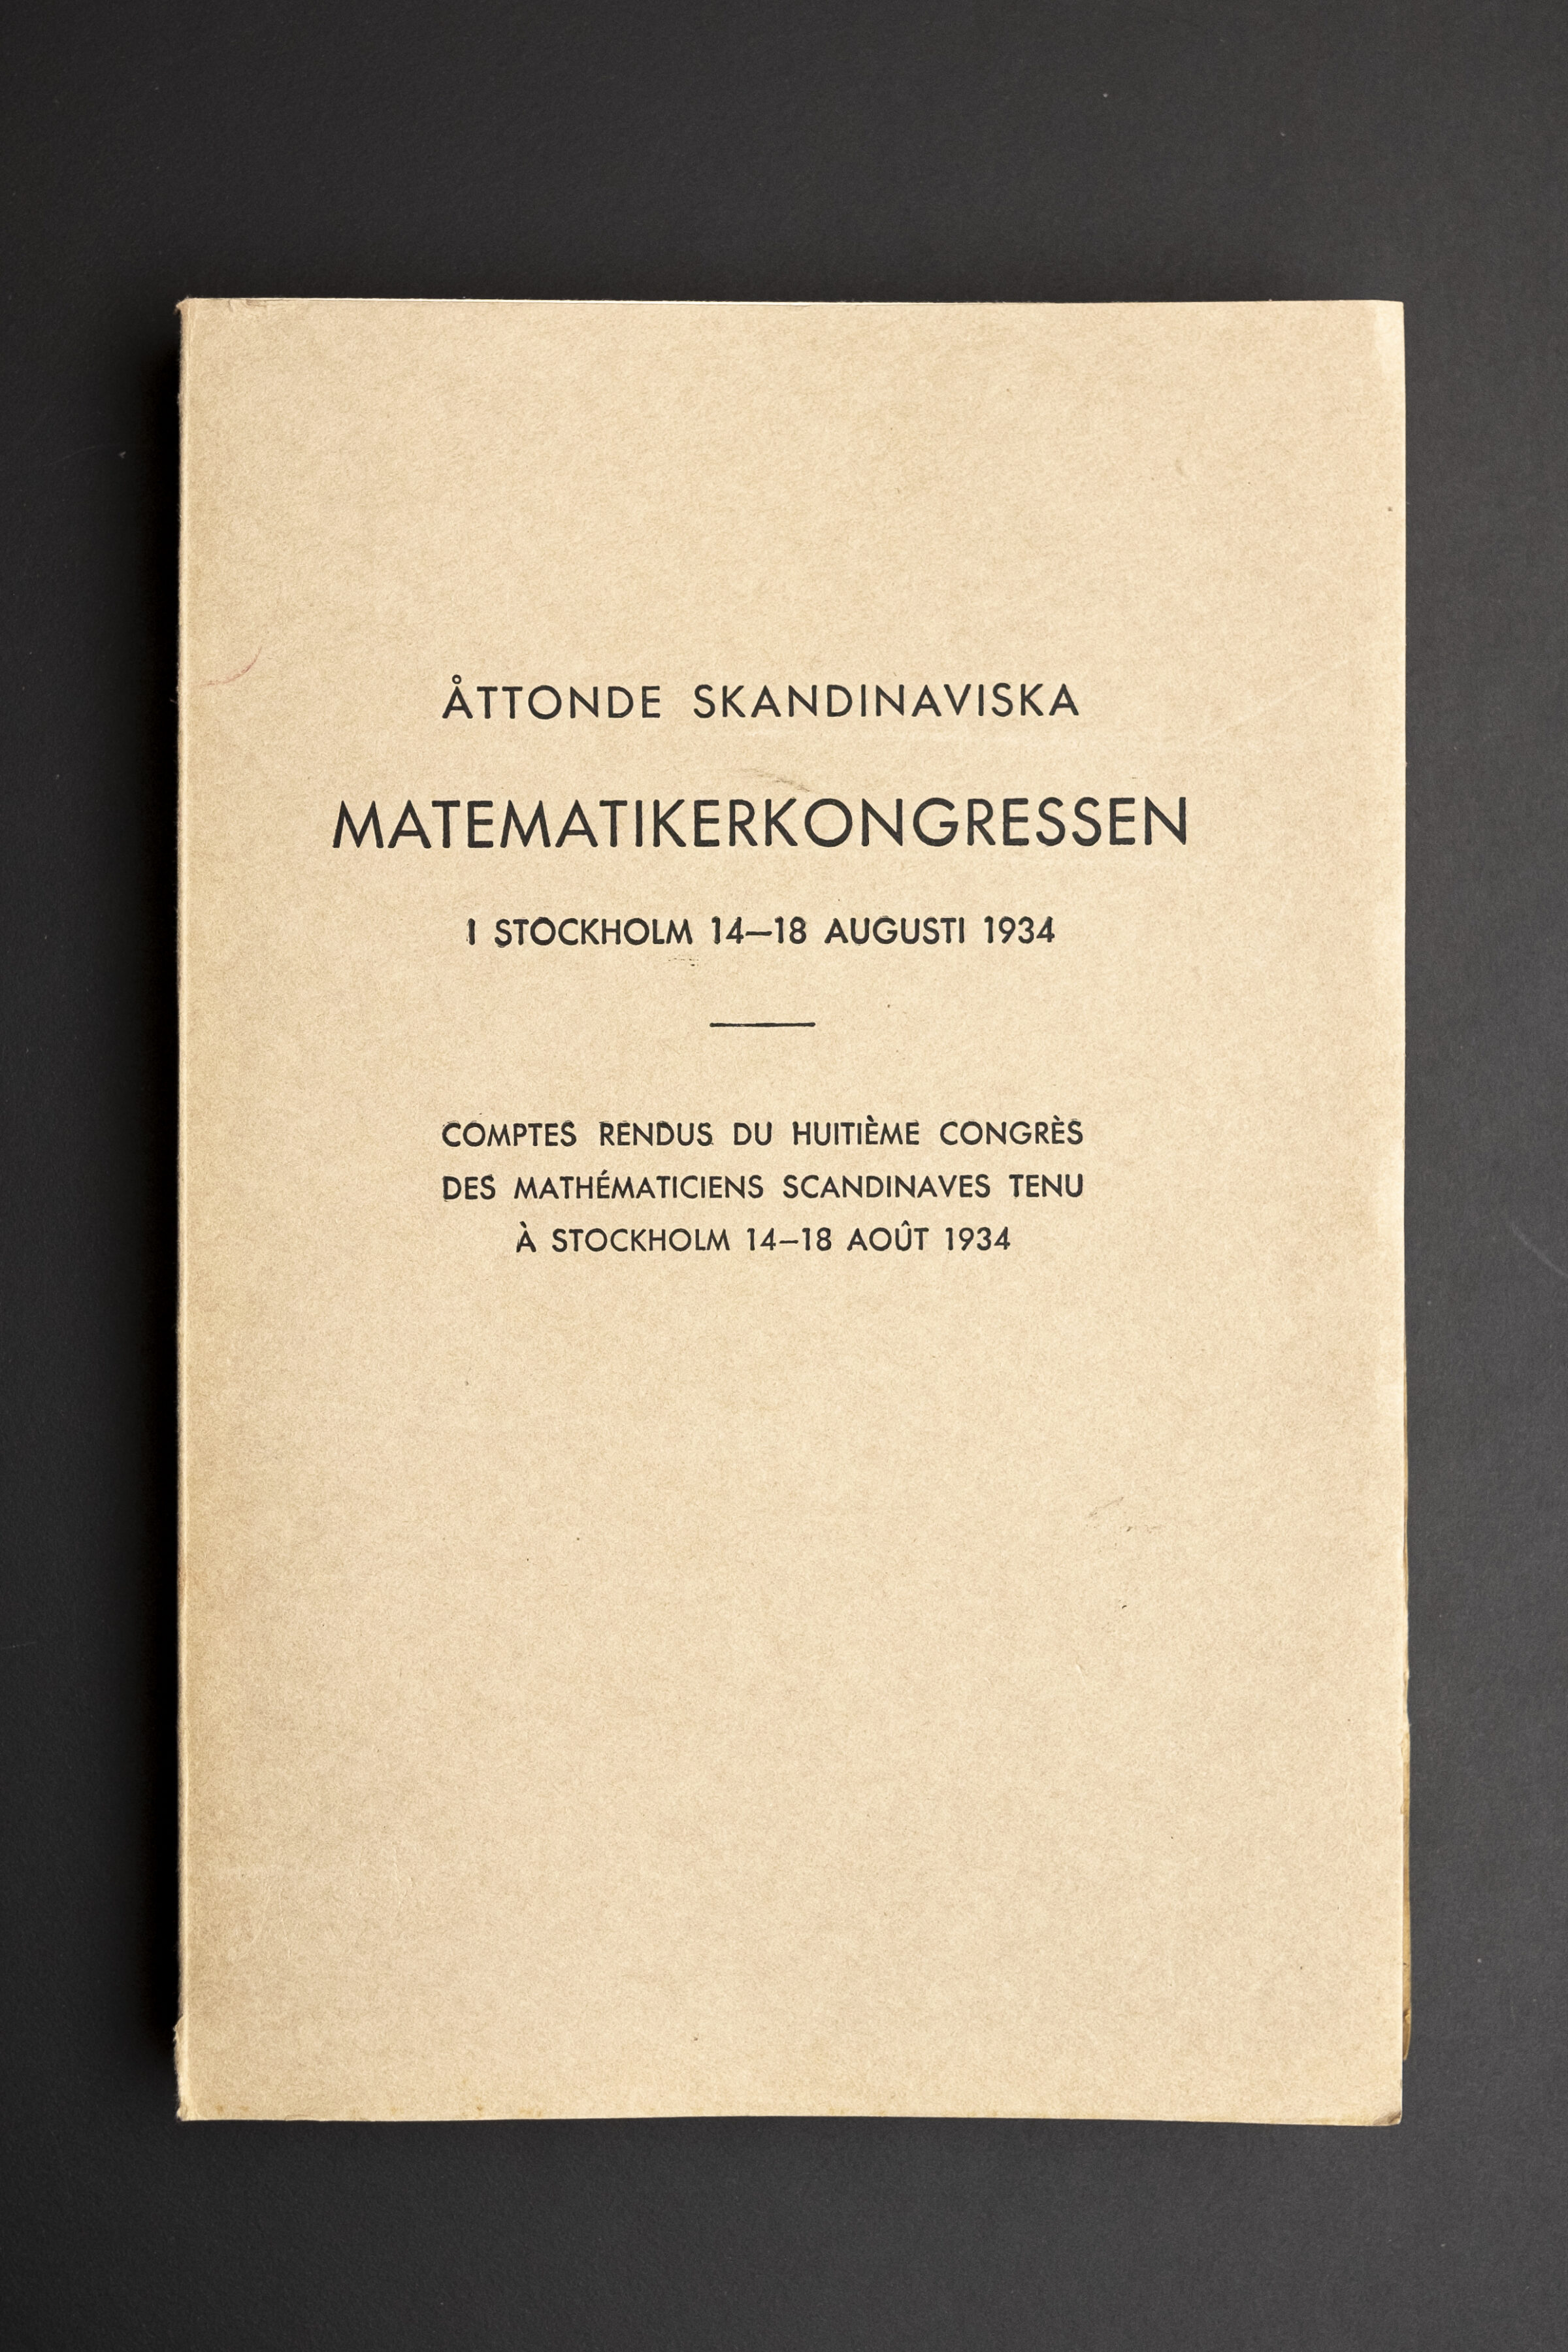 ÅTTONDE SKANDINAVISKA
MATEMATIKERKONGRESSEN
I STOCKHOLM 14–18 AUGUSTI 1934
COMPTES RENDUS DU HUITIÈME CONGRÈS
DES MATHÉMATICIENS SCANDINAVES TENU
À STOCKHOLM 14–18 AOÛT 1934